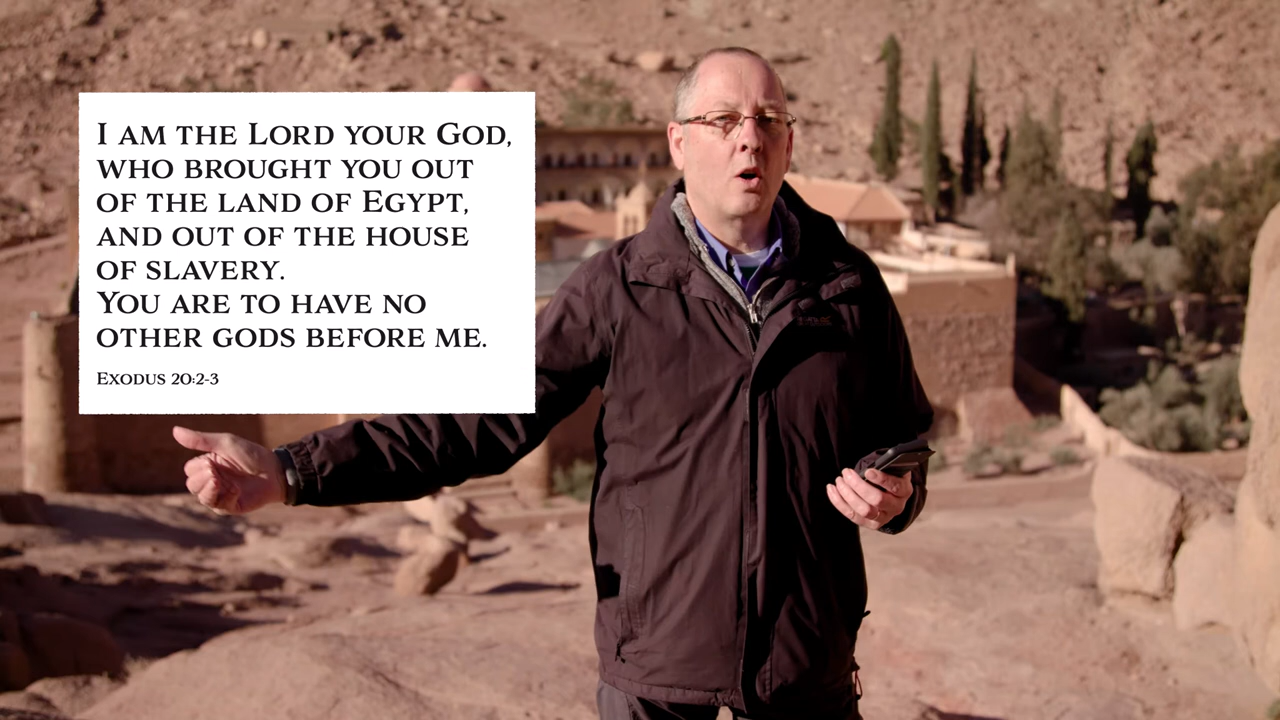 I am the Lord your God,
who brought you out
of the land of Egypt,
and out of the house
of slavery.
You are to have no
other gods before me.
Exodus 20:2-3